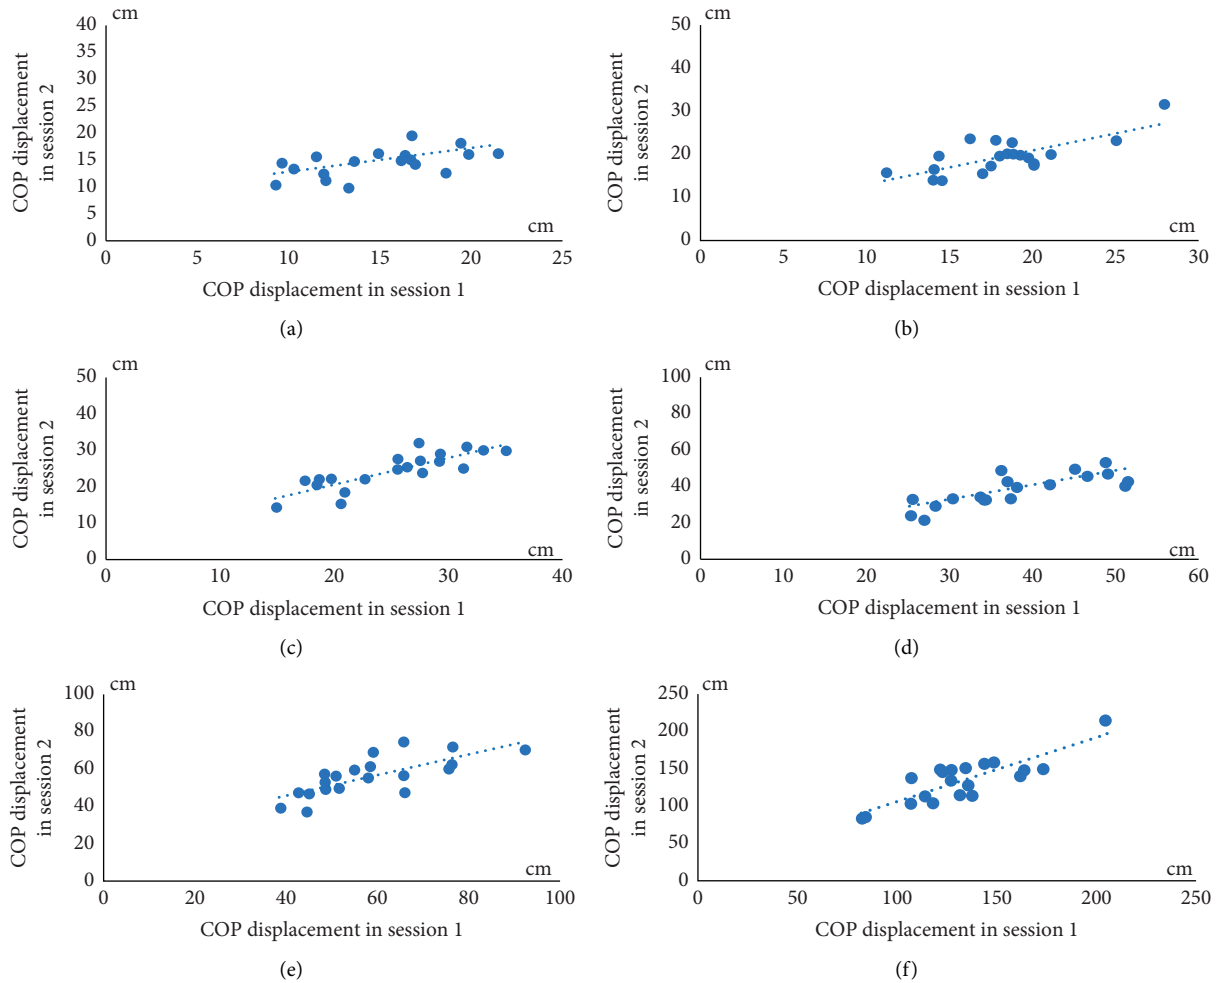 cm
40
35
30
25
20
15
10
5
0
COP displacement
in session 2
cm
0 5 10 15 20 25
COP displacement in session 1
(a)
cm
50
40
30
20
10
0
COP displacement
in session 2
cm
0 5 10 15 20 25 30
COP displacement in session 1
(b)
cm
50
40
30
20
10
0
COP displacement
in session 2
cm
0 10 20 30 40
COP displacement in session 1
(c)
cm
100
80
60
40
20
0
COP displacement
in session 2
cm
0 10 20 30 40 50 60
COP displacement in session 1
(d)
cm
100
80
60
40
20
0
COP displacement
in session 2
cm
0 20 40 60 80 100
COP displacement in session 1
(e)
cm
250
200
150
100
50
0
COP displacement
in session 2
cm
0 50 100 150 200 250
COP displacement in session 1
(f)